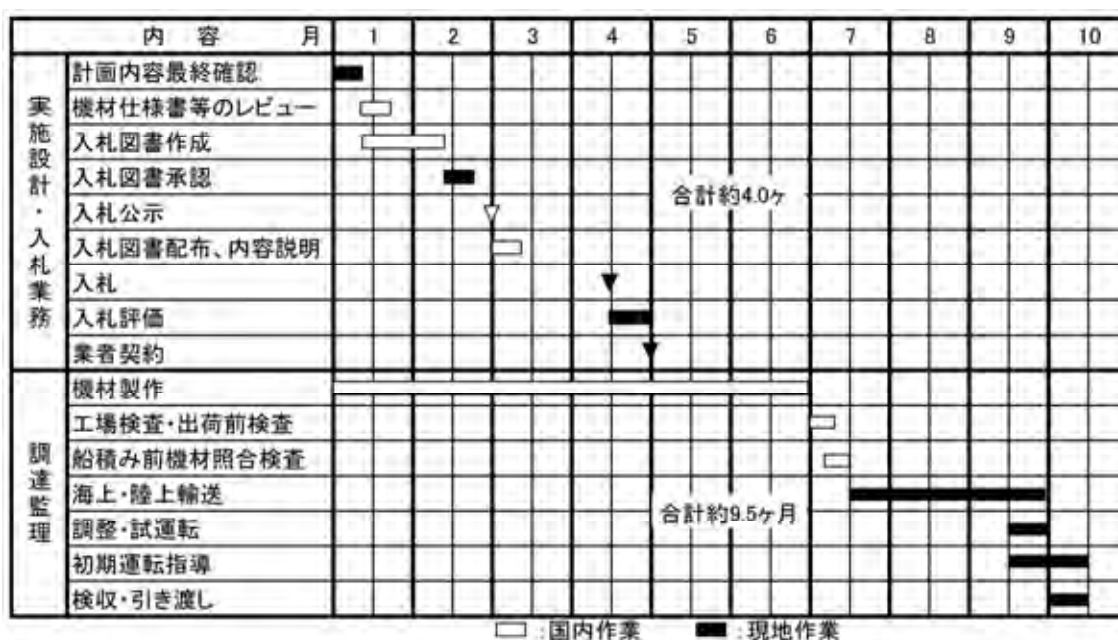 内容 月 1 2 3 4 5 6 7 8 9 10
実施設計・入札業務
計画内容最終確認
機材仕様書等のレビュー
入札図書作成
入札図書承認
合計約4.0ヶ
入札公示
入札図書配布、内容説明
入札
入札評価
業者契約
調達監理
機材製作
工場検査・出荷前検査
船積み前機材照合検査
海上・陸上輸送
合計約9.5ヶ月
調整・試運転
初期運転指導
検収・引き渡し
:国内作業 :現地作業